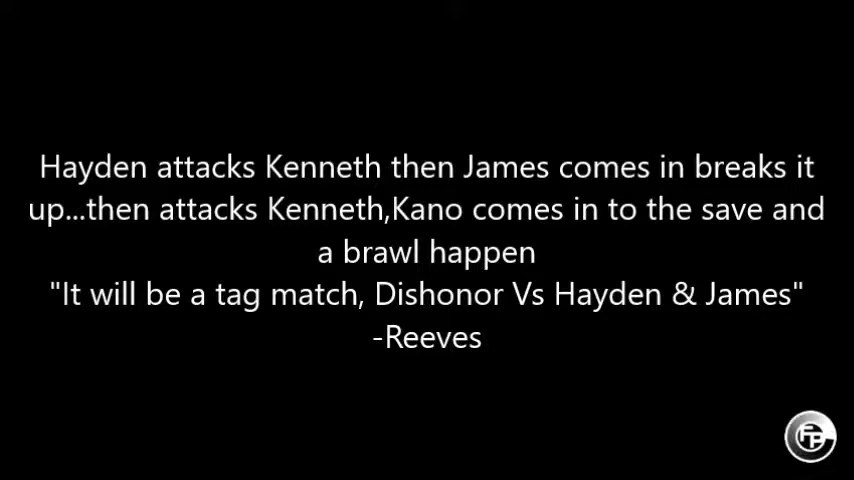 Hayden attacks Kenneth then James comes in breaks it
up...then attacks Kenneth,Kano comes in to the save and
a brawl happen
"It will be a tag match, Dishonor Vs Hayden & James"
-Reeves
FP